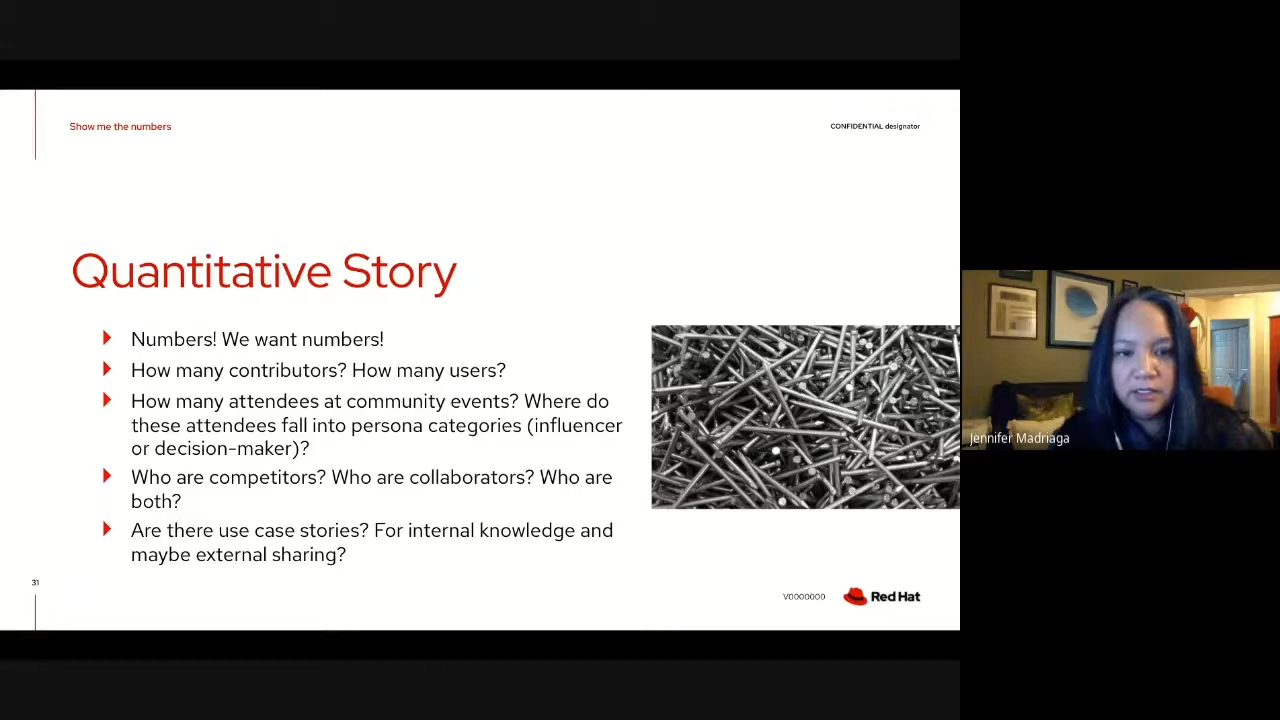 Show me the numbers
CONFIDENTIAL designator
Quantitative Story
Numbers! We want numbers!
How many contributors? How many users?
How many attendees at community events? Where do
these attendees fall into persona categories (influencer
or decision-maker)?
Who are competitors? Who are collaborators? Who are
both?
Are there use case stories? For internal knowledge and
maybe external sharing?
31
V0000000
Red Hat
Jennifer Madriaga